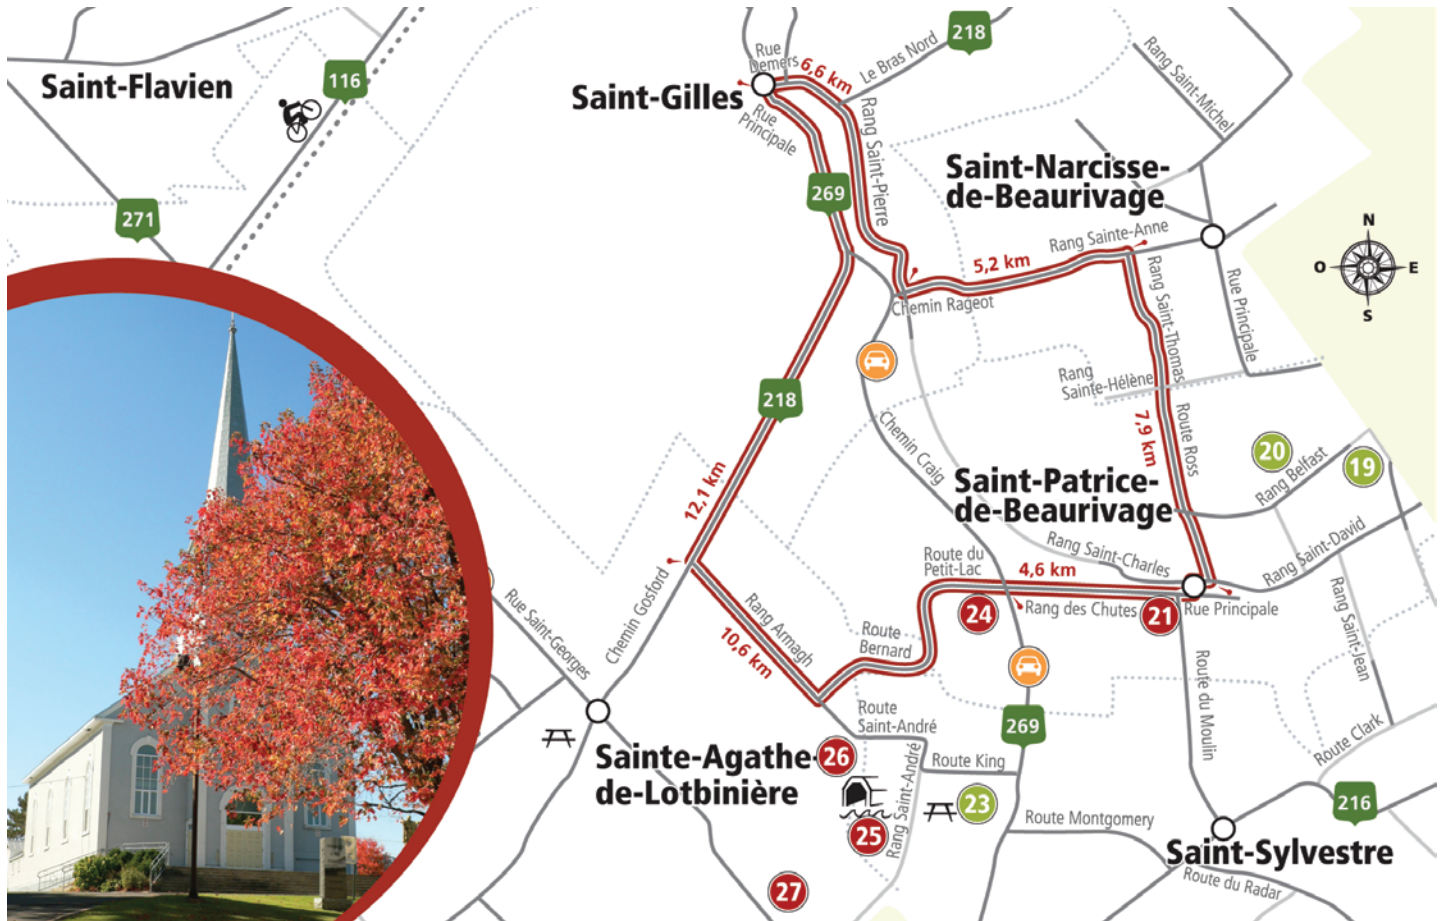 Saint-Flavien
116
271
Saint-Gilles
Rue
Demers
6,6 km
Le Bras Nord
218
Rang Saint-Michel
Rue
Principale
Rang Saint-Pierre
269
Saint-Narcisse-
de-Beaurivage
Rang Sainte-Anne
5,2 km
Chemin Rageot
Rang Saint-Thomas
Rue Principale
N
O
E
S
218
Rang
Sainte-Hélène
7,9 km
Route Ross
Chemin Craig
12,1 km
20
19
Rang Belfast
Saint-Patrice-
de-Beaurivage
Rang Saint-David
Rang Saint-Charles
Route du
Petit-Lac
4,6 km
24
Rang des Chutes
21
Rue Principale
Rue Saint-Georges
Chemin Gosford
Rang Armagh
10,6 km
Route
Bernard
Rang Saint-Jean
Route du Moulin
Route
Saint-André
269
Route Clark
Sainte-Agathe-
de-Lotbinière
26
Rang Saint-André
Route King
23
25
27
Route Montgomery
216
Saint-Sylvestre
Route du Radar